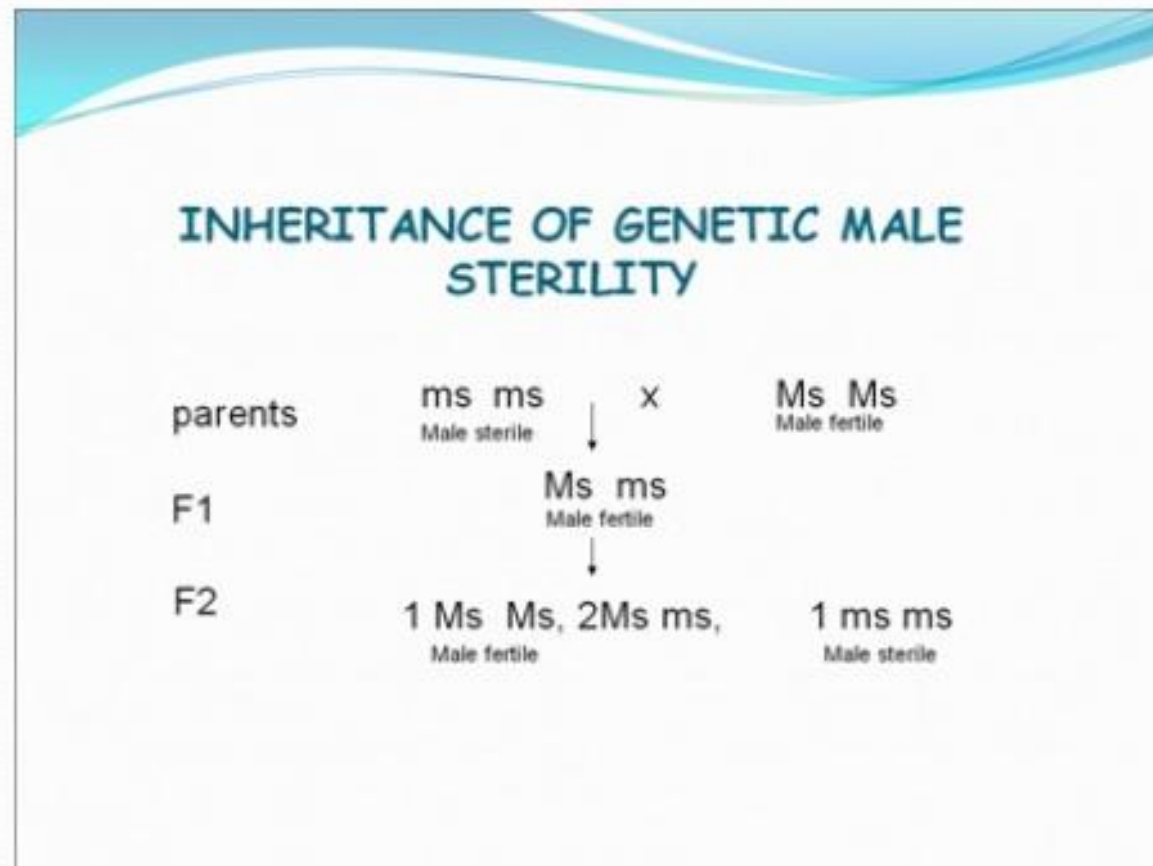 INHERITANCE OF GENETIC MALE
STERILITY
parents
ms ms x Ms Ms
Male sterile Male fertile
F1
Ms ms
Male fertile
F2
1 Ms Ms, 2Ms ms, 1 ms ms
Male fertile Male sterile